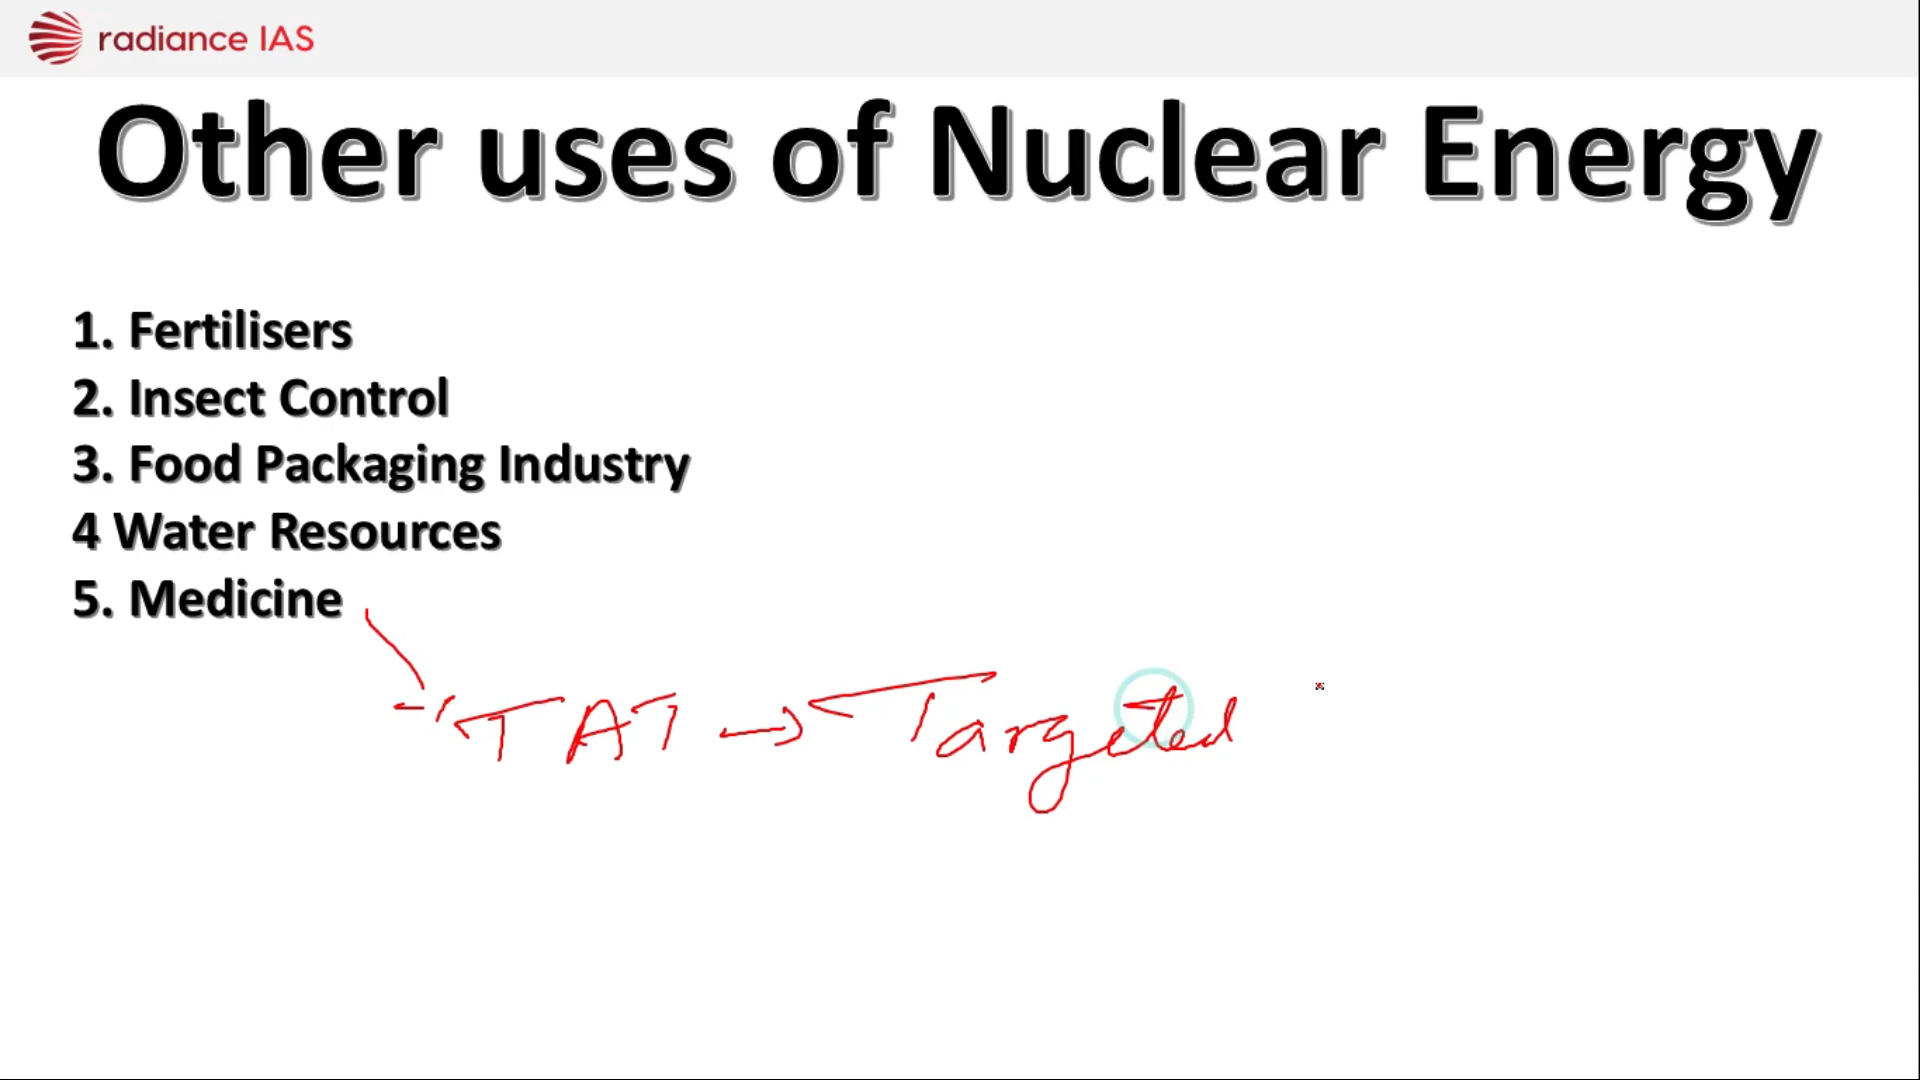 radiance IAS
Other uses of Nuclear Energy
1. Fertilisers
2. Insect Control
3. Food Packaging Industry
4 Water Resources
5. Medicine
TAT → Targeted